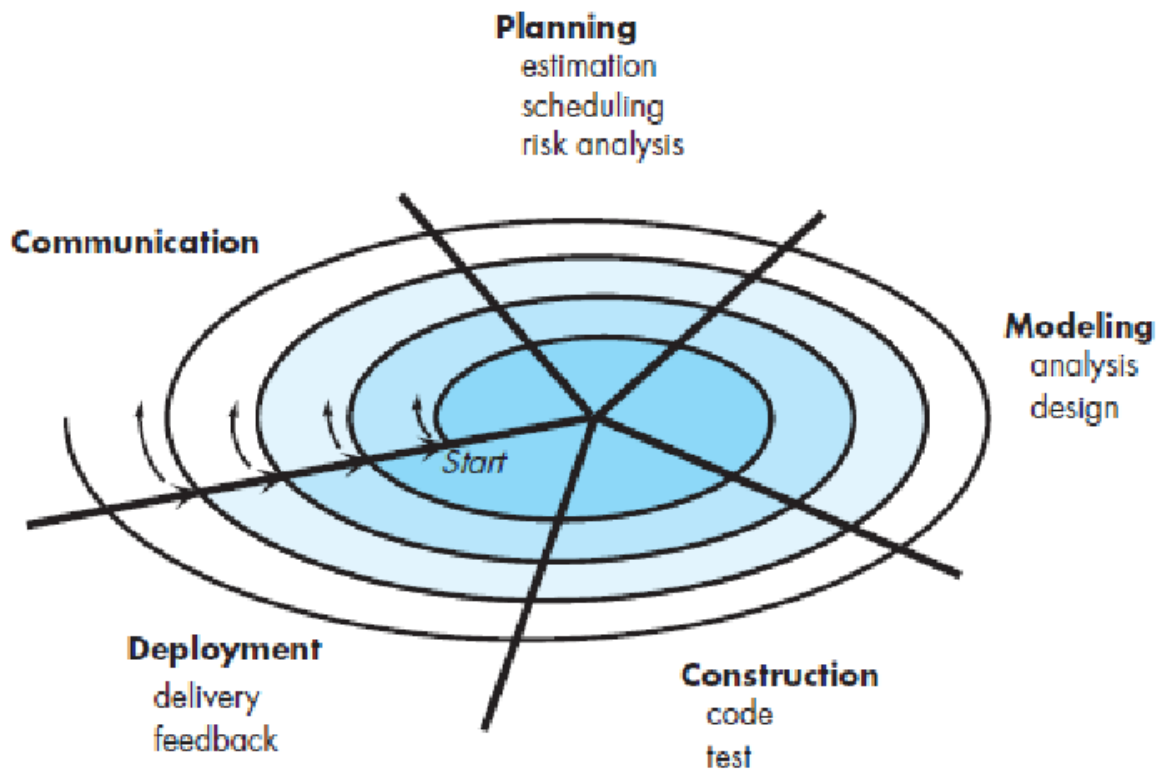 Planning
estimation
scheduling
risk analysis
Communication
Modeling
analysis
design
Start
Deployment
delivery
feedback
Construction
code
test